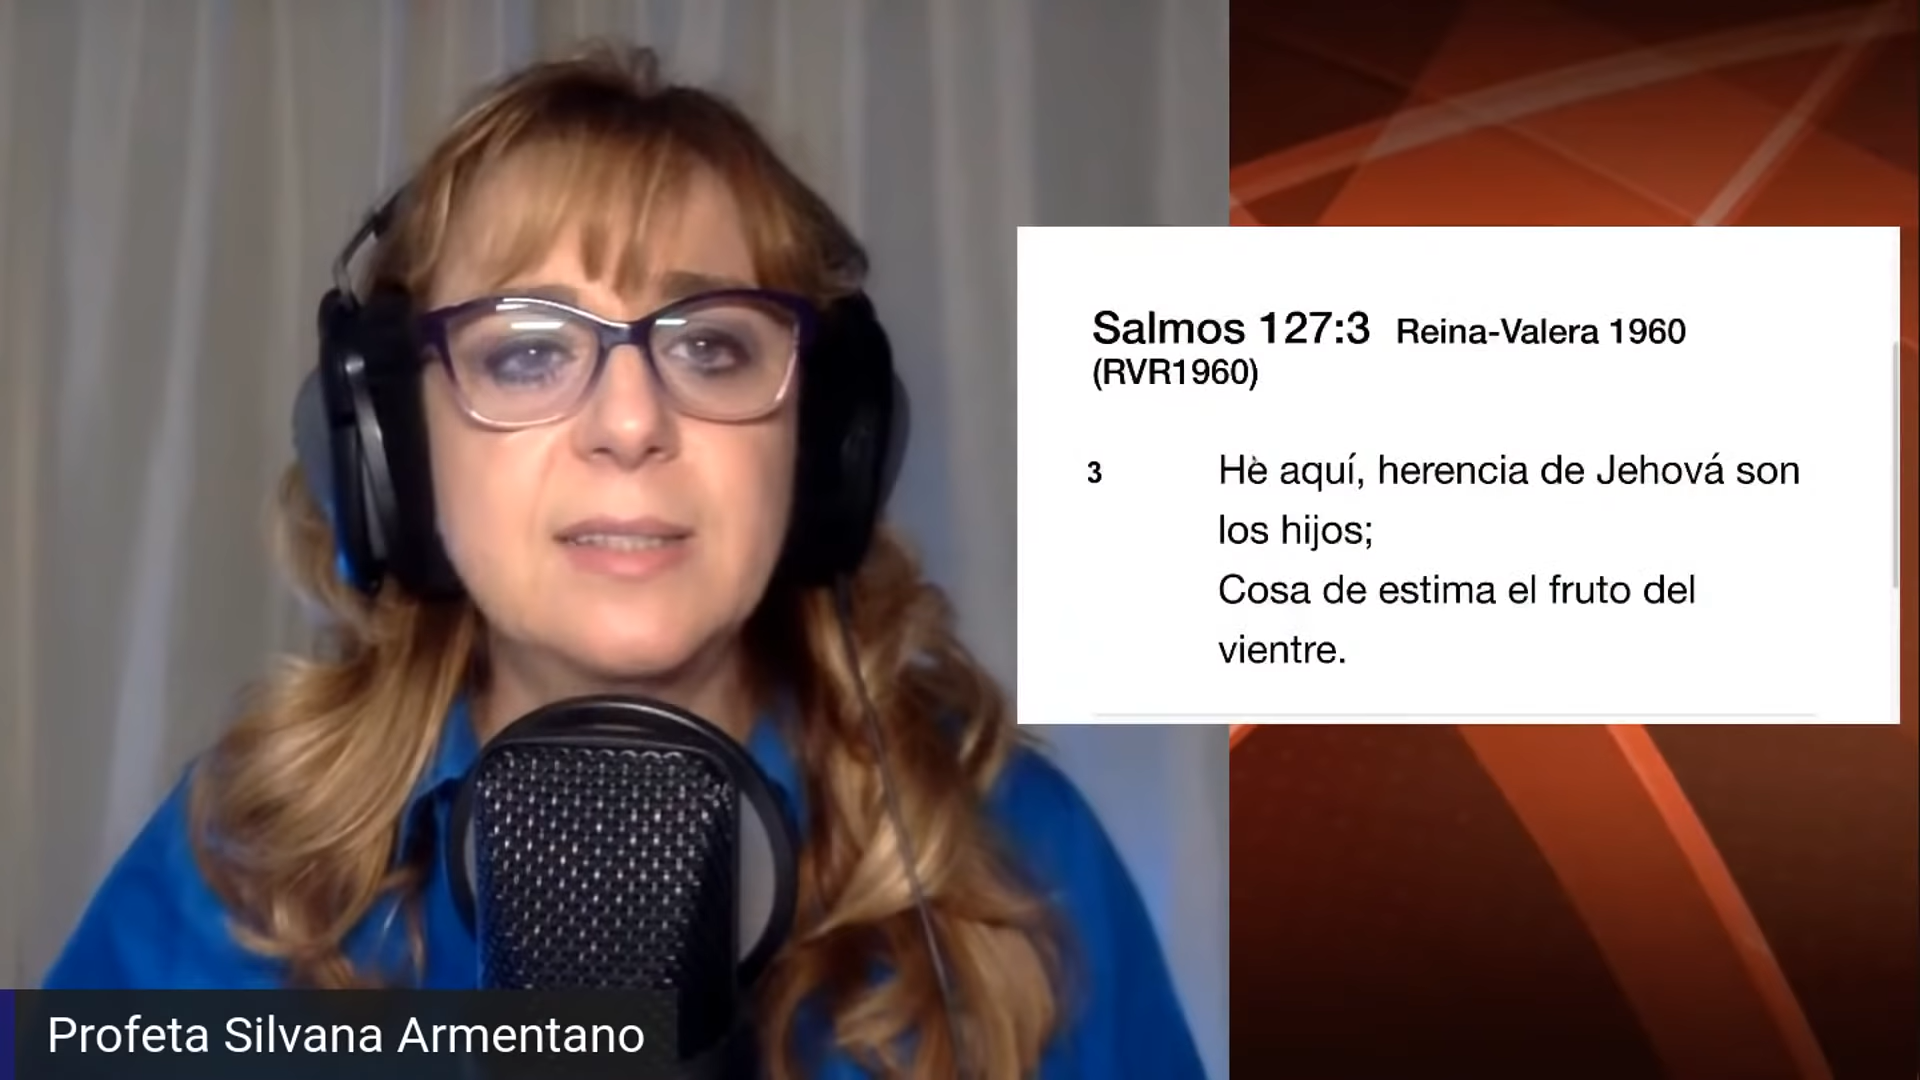 Salmos 127:3 Reina-Valera 1960
(RVR1960)
3 He aquí, herencia de Jehová son
los hijos;
Cosa de estima el fruto del
vientre.
Profeta Silvana Armentano